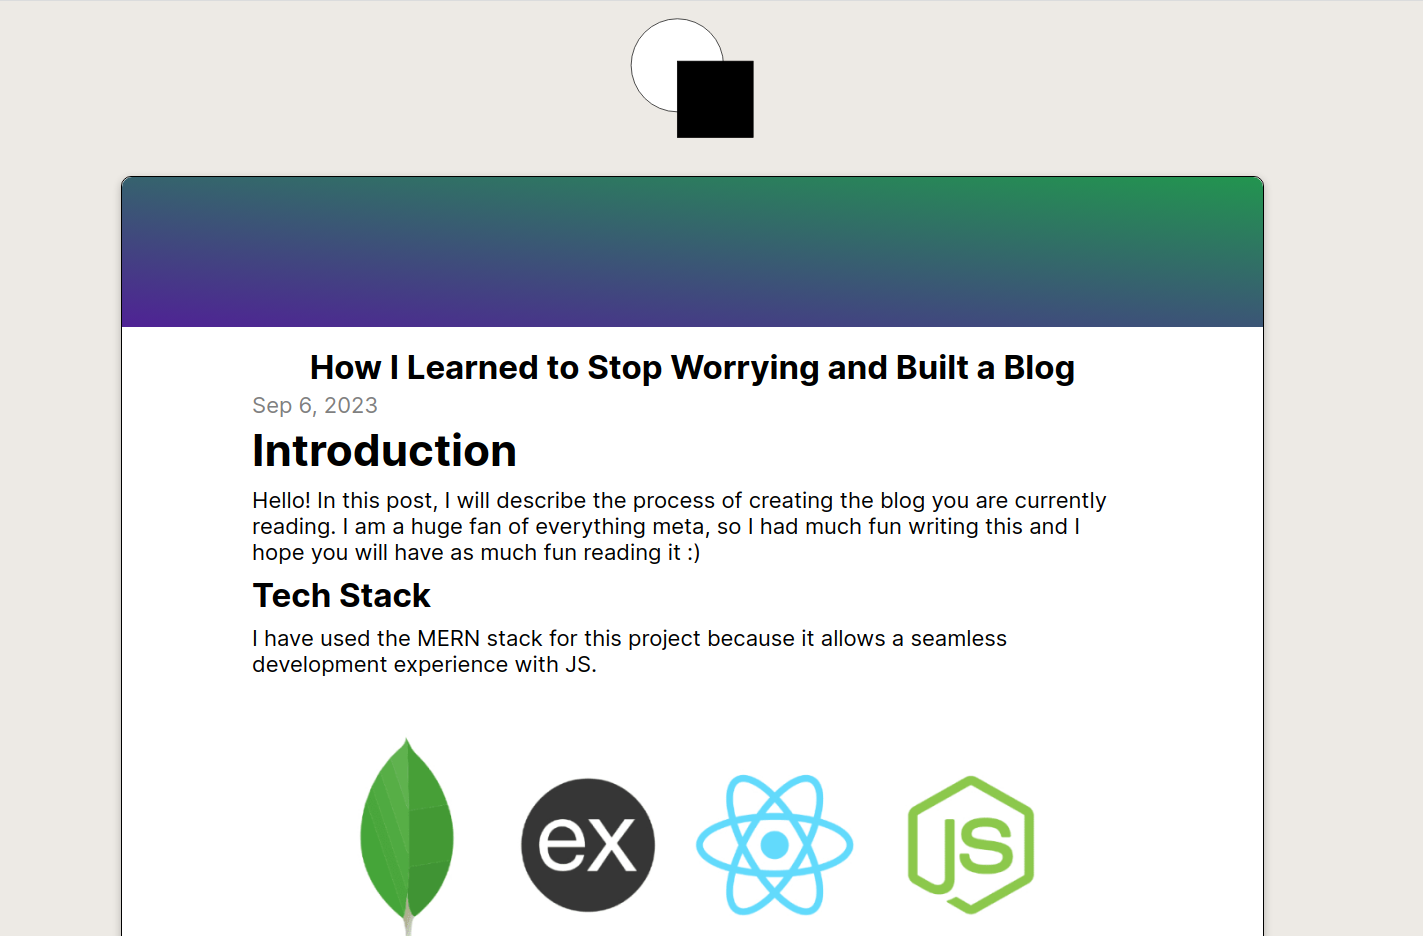 How I Learned to Stop Worrying and Built a Blog
Sep 6, 2023
Introduction
Hello! In this post, I will describe the process of creating the blog you are currently
reading. I am a huge fan of everything meta, so I had much fun writing this and I
hope you will have as much fun reading it :)
Tech Stack
I have used the MERN stack for this project because it allows a seamless
development experience with JS.
ex
JS